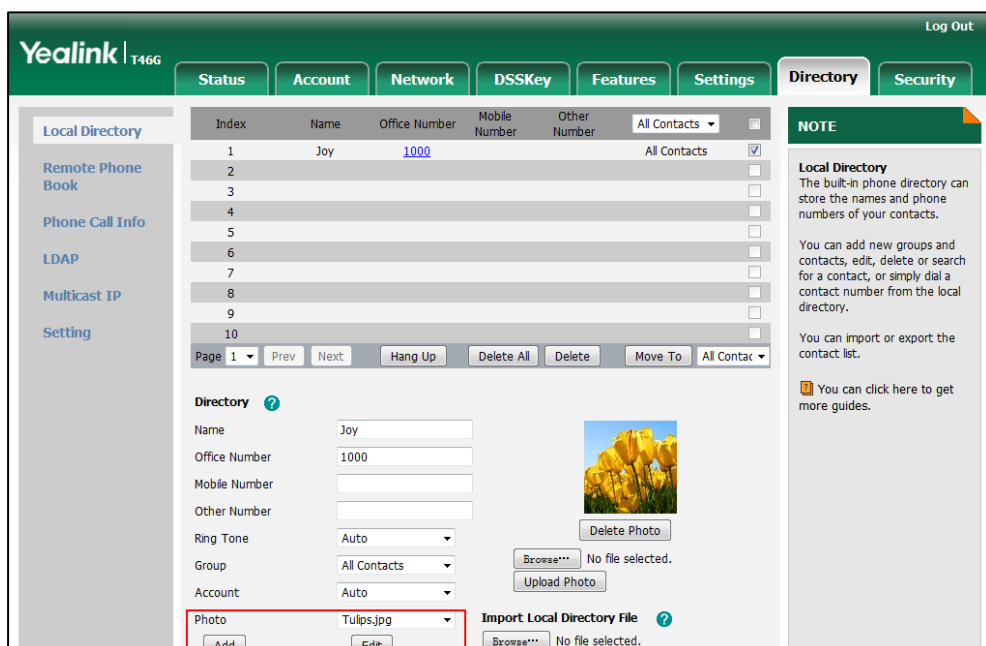 Log Out
Yealink | T46G
Status Account Network DSSKey Features Settings Directory Security
Local Directory
Remote Phone
Book
Phone Call Info
LDAP
Multicast IP
Setting
Index Name Office Number Mobile Number Other Number All Contacts
1 Joy 1000 All Contacts
2
3
4
5
6
7
8
9
10
Page 1 Prev Next Hang Up Delete All Delete Move To All Contac
Directory ?
Name Joy
Office Number 1000
Mobile Number
Other Number
Ring Tone Auto
Group All Contacts
Account Auto
Photo Tulips.jpg
Add Edit
Delete Photo
Browse··· No file selected.
Upload Photo
Import Local Directory File ?
Browse··· No file selected.
NOTE
Local Directory
The built-in phone directory can
store the names and phone
numbers of your contacts.
You can add new groups and
contacts, edit, delete or search
for a contact, or simply dial a
contact number from the local
directory.
You can import or export the
contact list.
? You can click here to get
more guides.